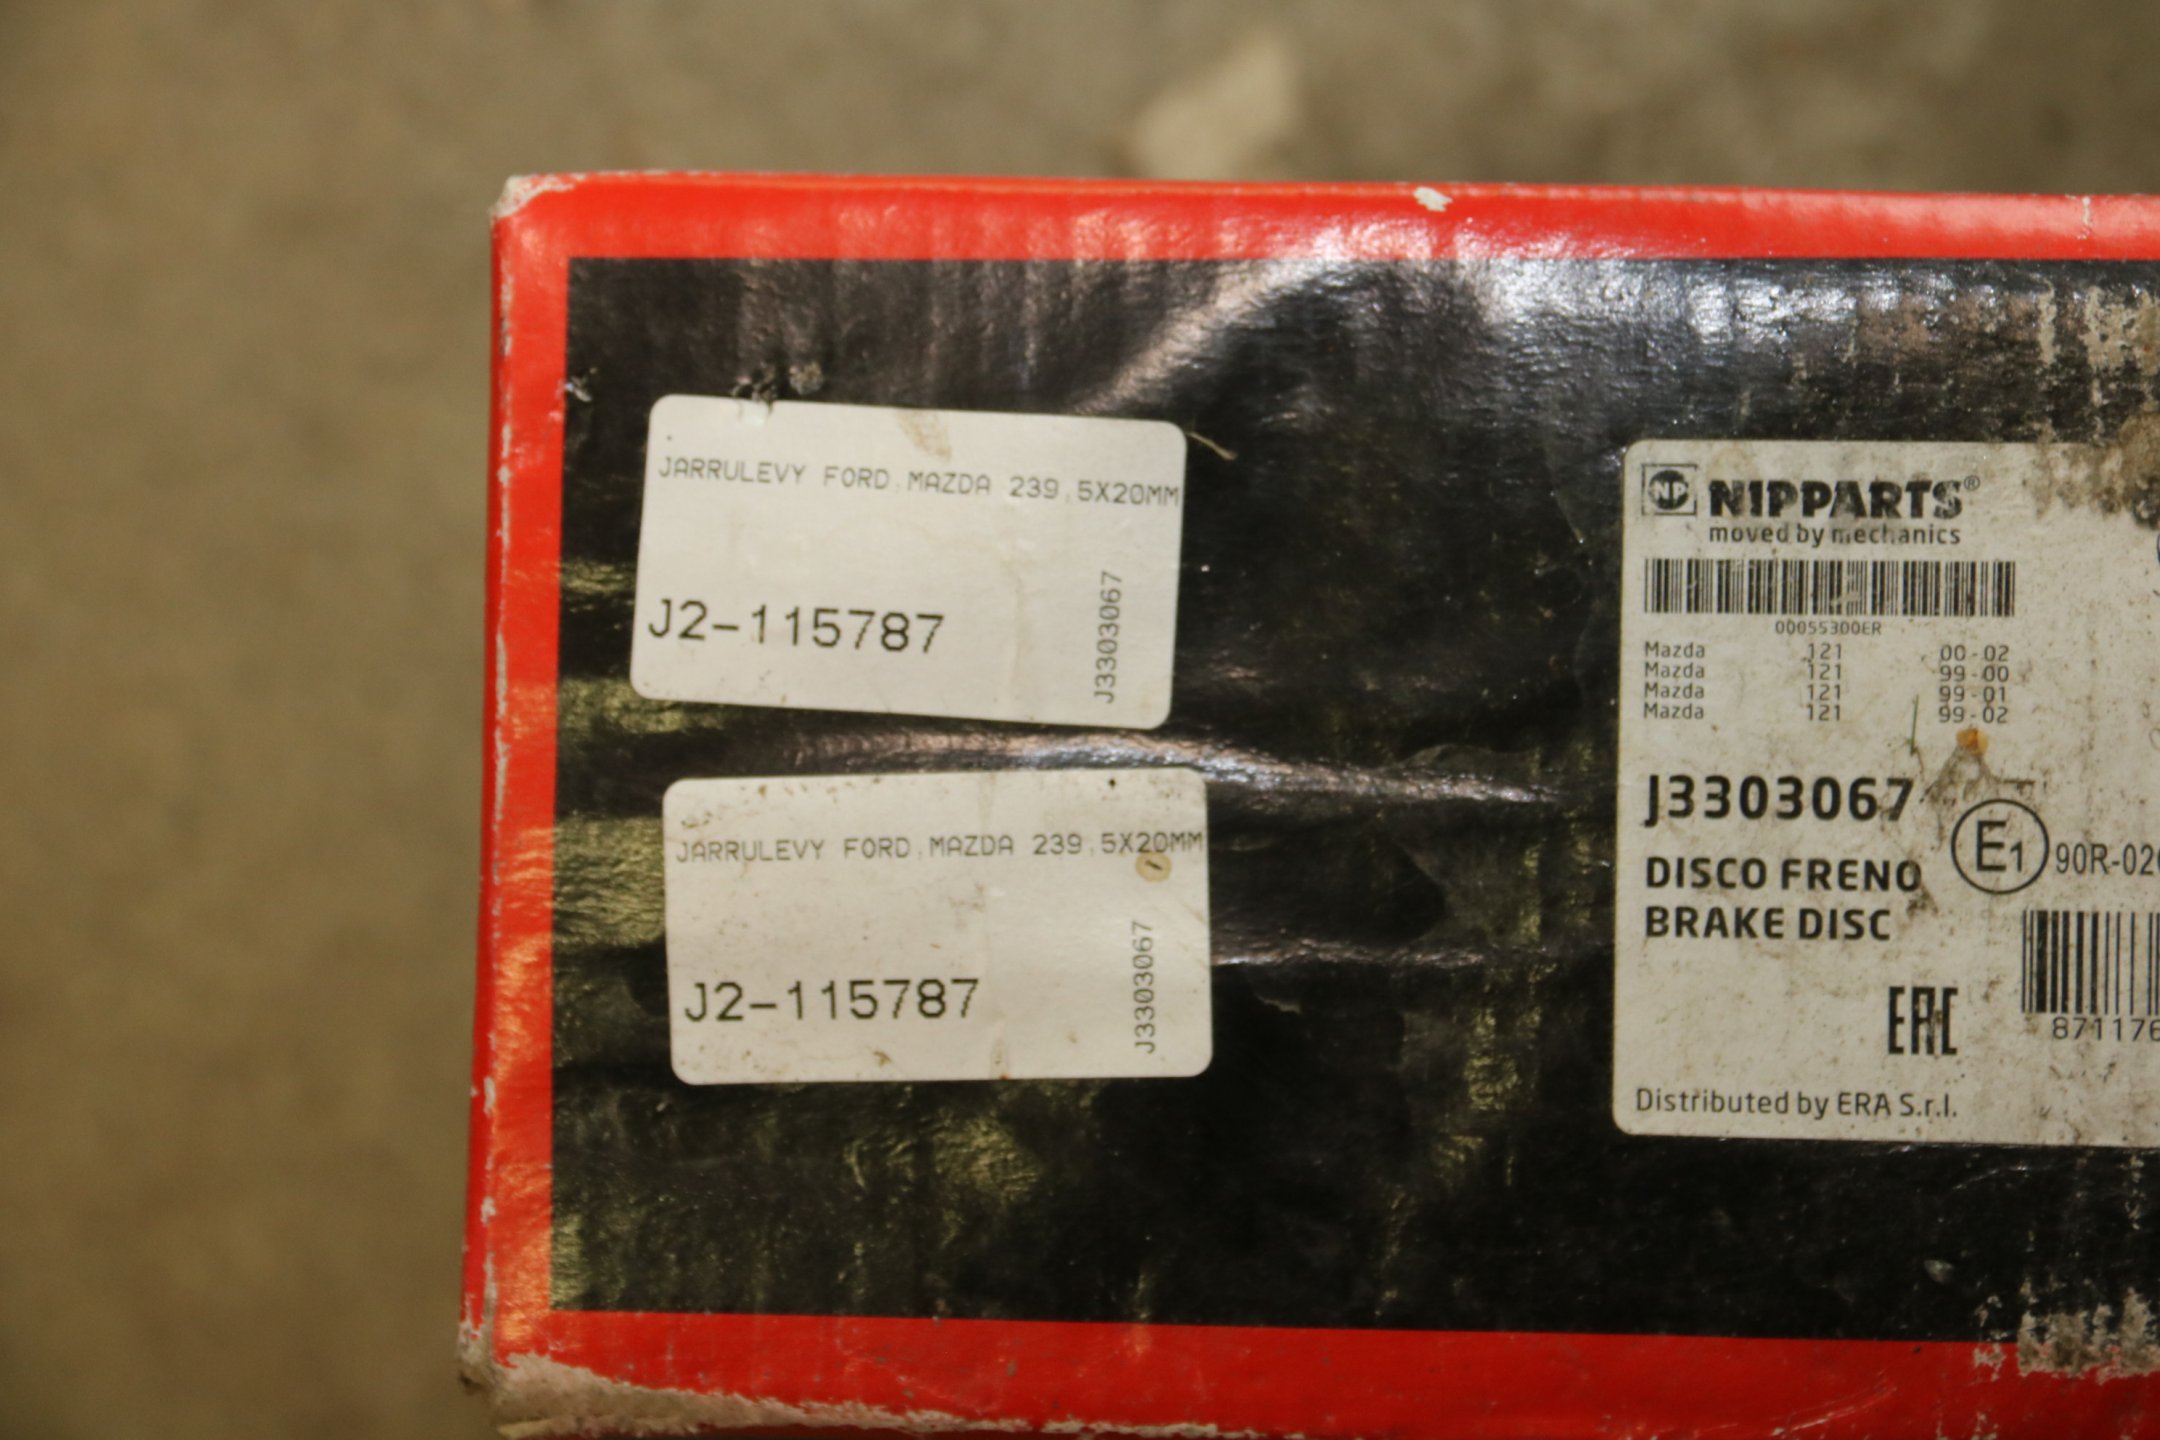 JARRULEVY FORD,MAZDA 239,5X20MM
J2-115787
J3303067
JARRULEVY FORD,MAZDA 239,5X20MM
J2-115787
J3303067
NP NIPPARTS®
moved by mechanics
00055300ER
Mazda 121 00-02
Mazda 121 99-00
Mazda 121 99-01
Mazda 121 99-02
J3303067
E1 90R-02
DISCO FRENO
BRAKE DISC
EAC
871176
Distributed by ERA S.r.l.